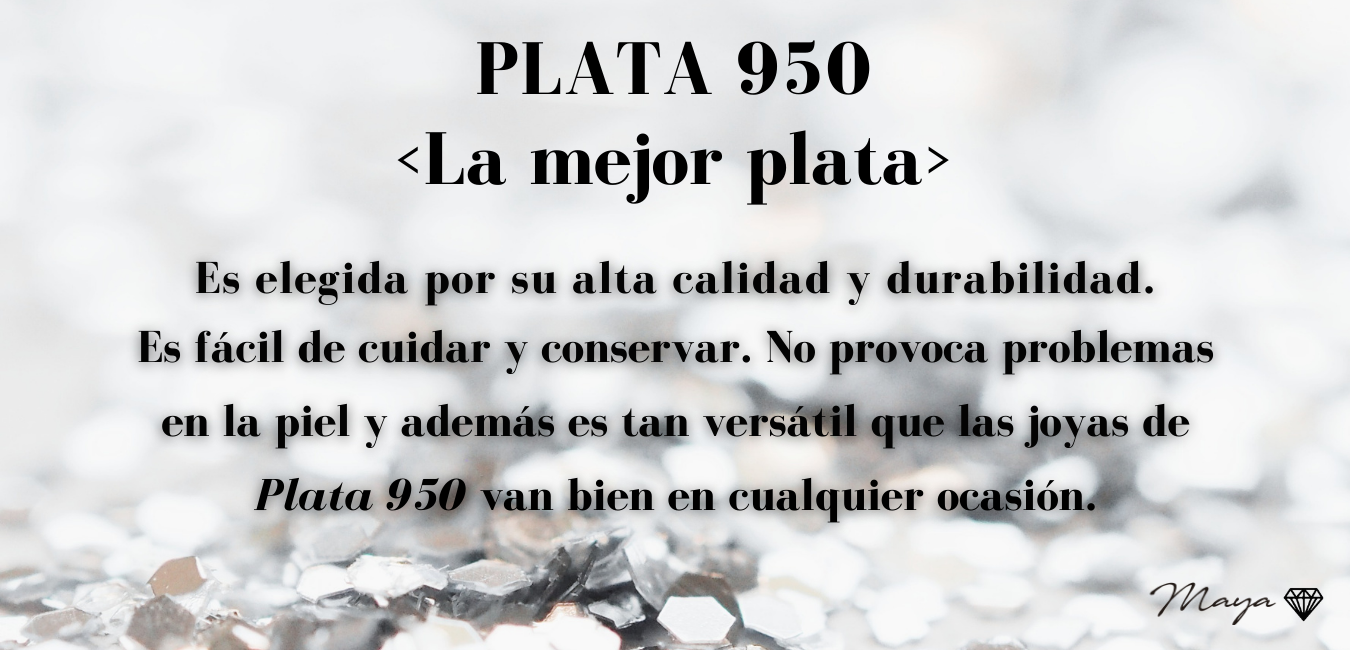 PLATA 950
<La mejor plata>
Es elegida por su alta calidad y durabilidad.
Es fácil de cuidar y conservar. No provoca problemas
en la piel y además es tan versátil que las joyas de
Plata 950 van bien en cualquier ocasión.
Maya